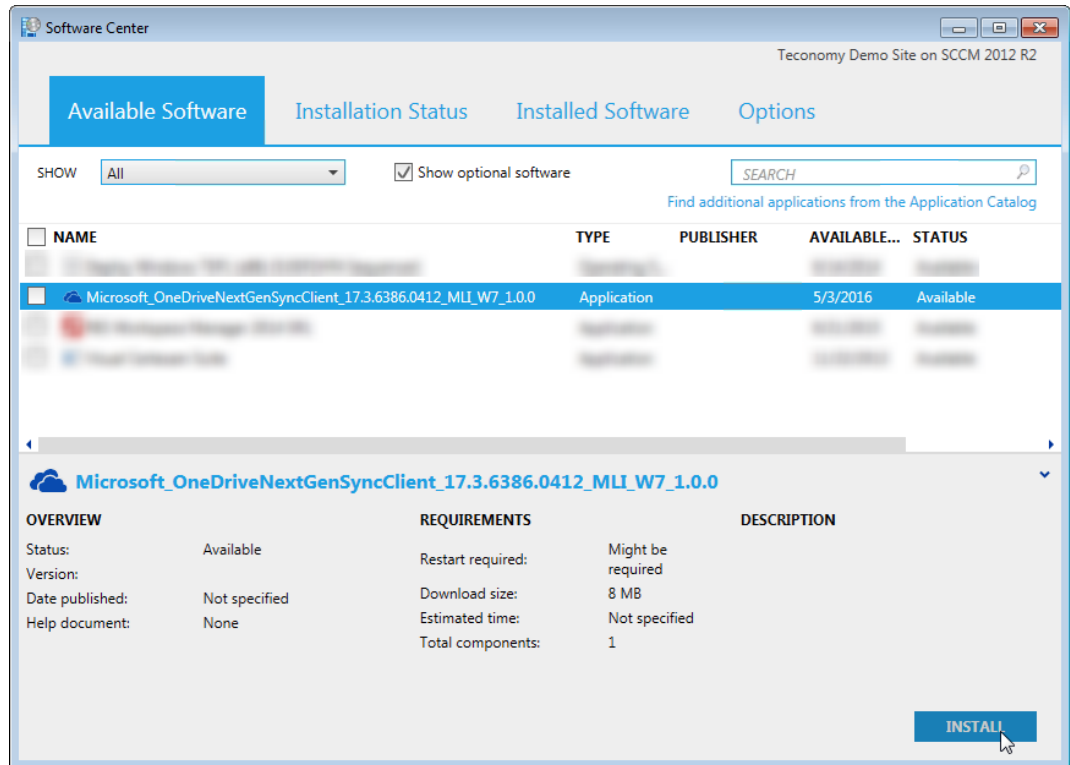 Software Center
Teconomy Demo Site on SCCM 2012 R2
Available Software Installation Status Installed Software Options
SHOW All Show optional software SEARCH
Find additional applications from the Application Catalog
NAME TYPE PUBLISHER AVAILABLE... STATUS
Microsoft_OneDriveNextGenSyncClient_17.3.6386.0412_MLI_W7_1.0.0 Application 5/3/2016 Available
Microsoft_OneDriveNextGenSyncClient_17.3.6386.0412_MLI_W7_1.0.0
OVERVIEW REQUIREMENTS DESCRIPTION
Status: Available Restart required: Might be required
Version:
Date published: Not specified Download size: 8 MB
Help document: None Estimated time: Not specified
Total components: 1
INSTALL